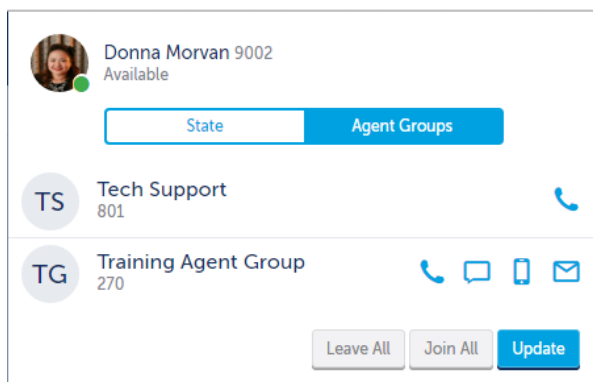 Donna Morvan 9002
Available
State Agent Groups
TS Tech Support
801
TG Training Agent Group
270
Leave All Join All Update